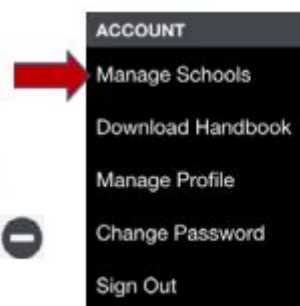 ACCOUNT
Manage Schools
Download Handbook
Manage Profile
Change Password
Sign Out